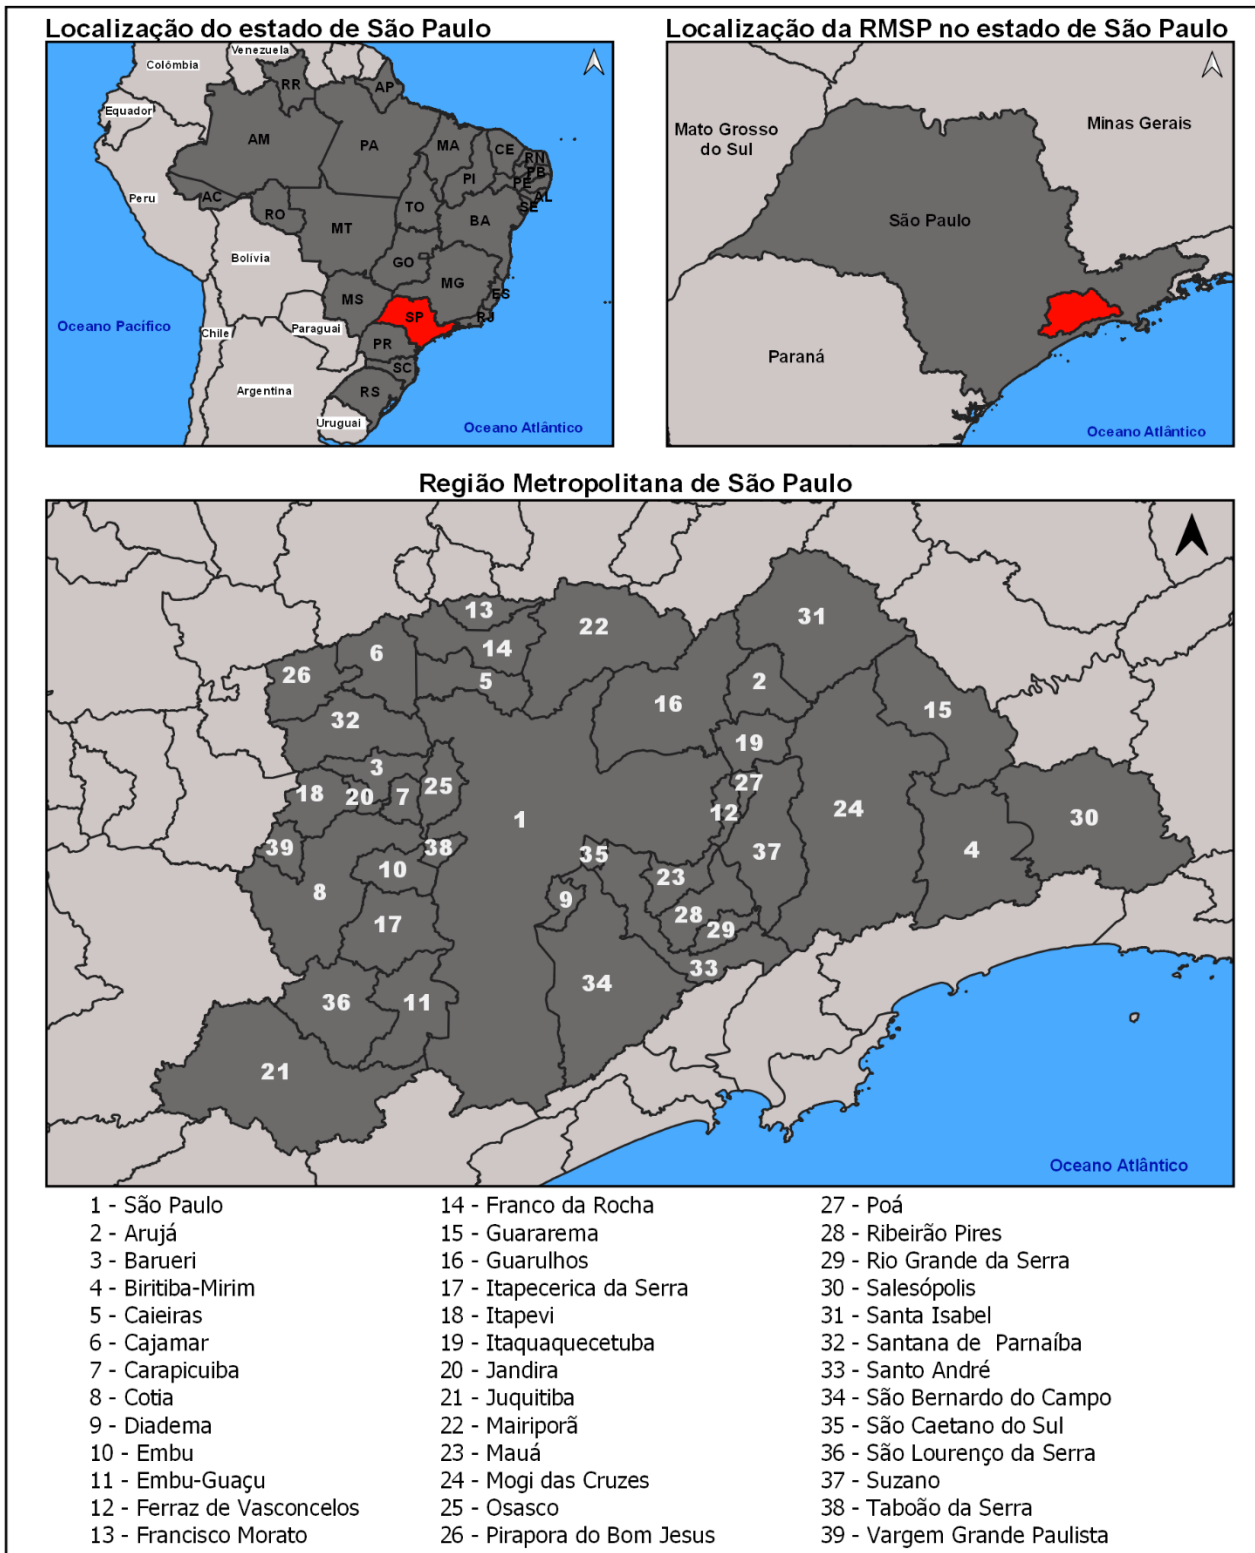 Localização do estado de São Paulo
Venezuela
Colómbia
RR
AP
Equador
AM
PA
MA
CE
RN
PB
PI
PE
AL
SE
Peru
AC
RO
TO
BA
MT
Bolívia
GO
MG
MS
ES
SP
RJ
Oceano Pacífico
Chile
Paraguai
PR
SC
Argentina
RS
Uruguai
Oceano Atlântico
Localização da RMSP no estado de São Paulo
Mato Grosso
do Sul
Minas Gerais
São Paulo
Paraná
Oceano Atlântico
Região Metropolitana de São Paulo
13
22
31
14
6
26
5
2
16
15
32
19
3
27
18
20
7
25
12
24
1
30
39
38
35
4
37
10
23
8
9
28
17
29
33
34
36
11
21
Oceano Atlântico
1 - São Paulo
2 - Arujá
3 - Barueri
4 - Biritiba-Mirim
5 - Caieiras
6 - Cajamar
7 - Carapicuiba
8 - Cotia
9 - Diadema
10 - Embu
11 - Embu-Guaçu
12 - Ferraz de Vasconcelos
13 - Francisco Morato
14 - Franco da Rocha
15 - Guararema
16 - Guarulhos
17 - Itapecerica da Serra
18 - Itapevi
19 - Itaquaquecetuba
20 - Jandira
21 - Juquitiba
22 - Mairiporã
23 - Mauá
24 - Mogi das Cruzes
25 - Osasco
26 - Pirapora do Bom Jesus
27 - Poá
28 - Ribeirão Pires
29 - Rio Grande da Serra
30 - Salesópolis
31 - Santa Isabel
32 - Santana de  Parnaíba
33 - Santo André
34 - São Bernardo do Campo
35 - São Caetano do Sul
36 - São Lourenço da Serra
37 - Suzano
38 - Taboão da Serra
39 - Vargem Grande Paulista